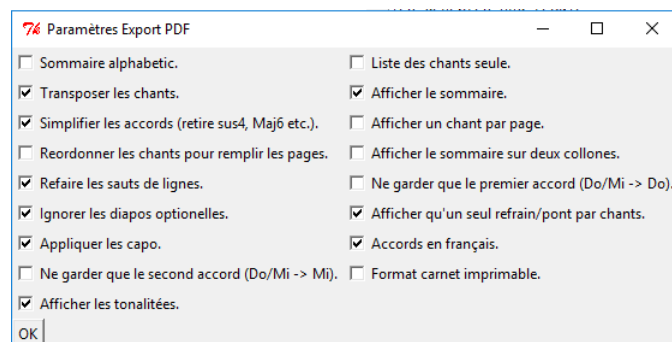 Paramètres Export PDF
Sommaire alphabetic.
Liste des chants seule.
Transposer les chants.
Afficher le sommaire.
Simplifier les accords (retire sus4, Maj6 etc.).
Afficher un chant par page.
Reordonner les chants pour remplir les pages.
Afficher le sommaire sur deux collones.
Refaire les sauts de lignes.
Ne garder que le premier accord (Do/Mi -> Do).
Ignorer les diapos optionelles.
Afficher qu'un seul refrain/pont par chants.
Appliquer les capo.
Accords en français.
Ne garder que le second accord (Do/Mi -> Mi).
Format carnet imprimable.
Afficher les tonalitées.
OK